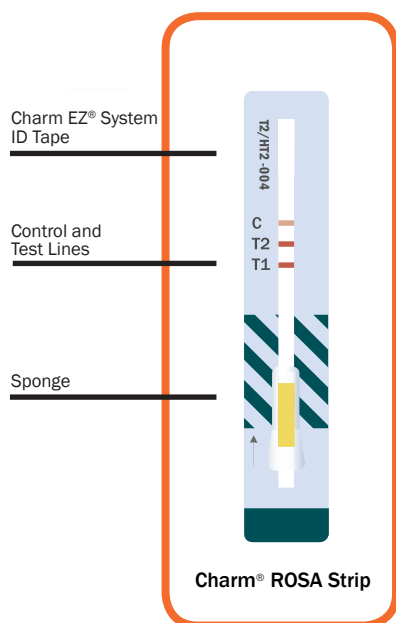 Charm EZ® System
ID Tape
T2/HT2-004
Control and
Test Lines
C
T2
T1
Sponge
Charm® ROSA Strip